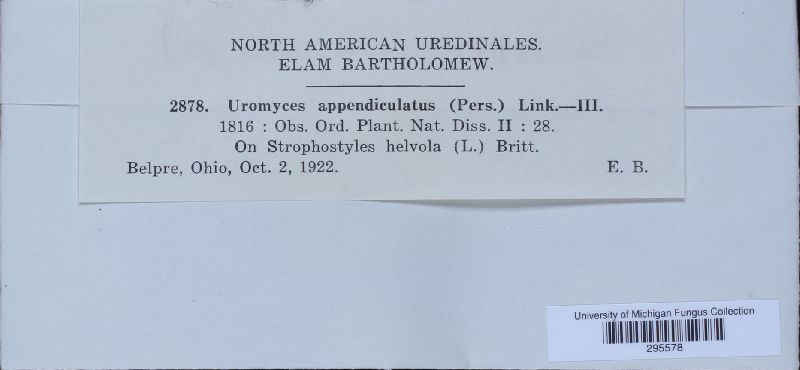 NORTH AMERICAN UREDINALES.
ELAM BARTHOLOMEW.
2878. Uromyces appendiculatus (Pers.) Link.—III.
1816 : Obs. Ord. Plant. Nat. Diss. II : 28.
On Strophostyles helvola (L.) Britt.
Belpre, Ohio, Oct. 2, 1922. E. B.
University of Michigan Fungus Collection
295578